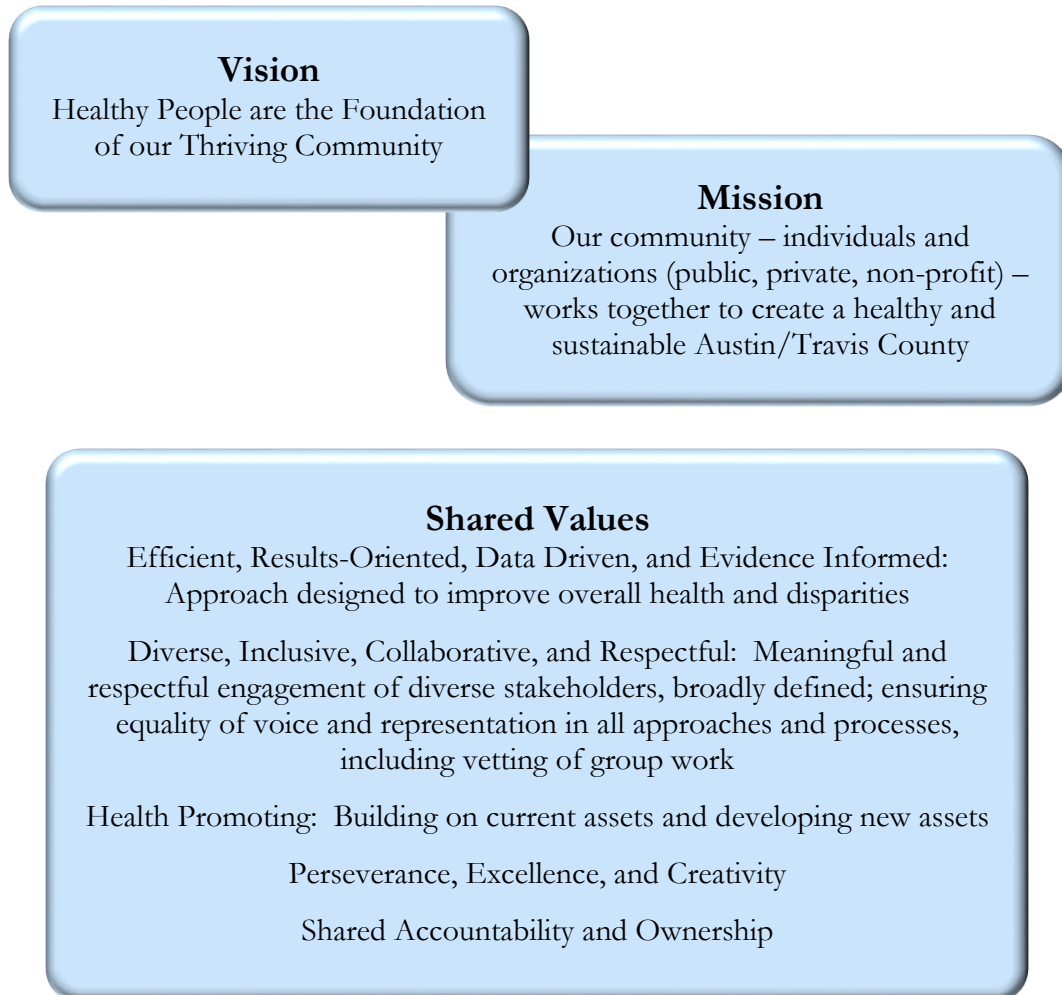 Vision
Healthy People are the Foundation
of our Thriving Community
Mission
Our community – individuals and
organizations (public, private, non-profit) –
works together to create a healthy and
sustainable Austin/Travis County
Shared Values
Efficient, Results-Oriented, Data Driven, and Evidence Informed:
Approach designed to improve overall health and disparities
Diverse, Inclusive, Collaborative, and Respectful:  Meaningful and
respectful engagement of diverse stakeholders, broadly defined; ensuring
equality of voice and representation in all approaches and processes,
including vetting of group work
Health Promoting:  Building on current assets and developing new assets
Perseverance, Excellence, and Creativity
Shared Accountability and Ownership